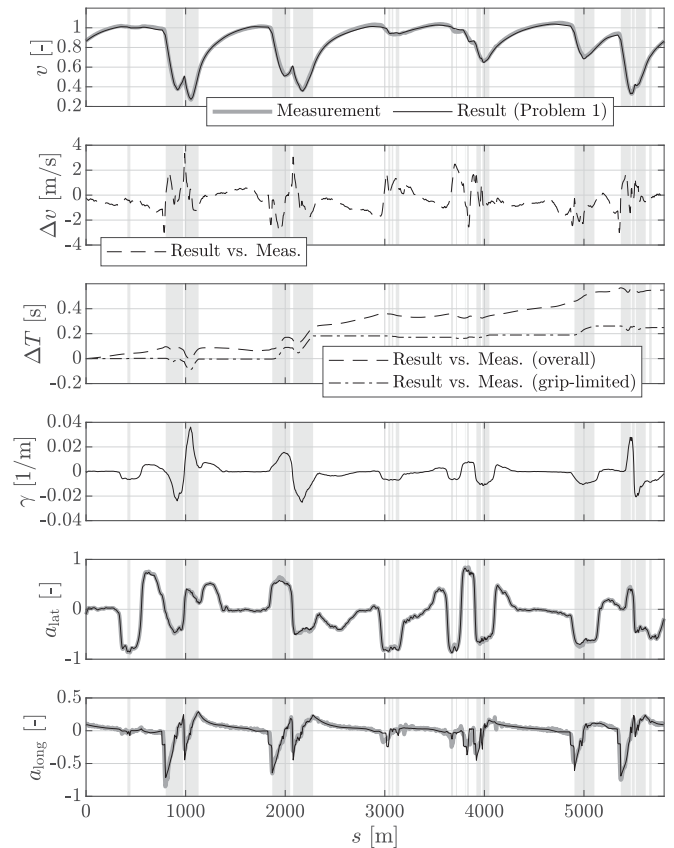 1
0.8
0.6
0.4
0.2
v [-]
Measurement
Result (Problem 1)
4
2
0
-2
-4
Δv [m/s]
Result vs. Meas.
0.4
0.2
0
-0.2
ΔT [s]
Result vs. Meas. (overall)
Result vs. Meas. (grip-limited)
0.04
0.02
0
-0.02
-0.04
γ [1/m]
1
0
-1
a_lat [-]
0.5
0
-0.5
-1
a_long [-]
0 1000 2000 3000 4000 5000
s [m]